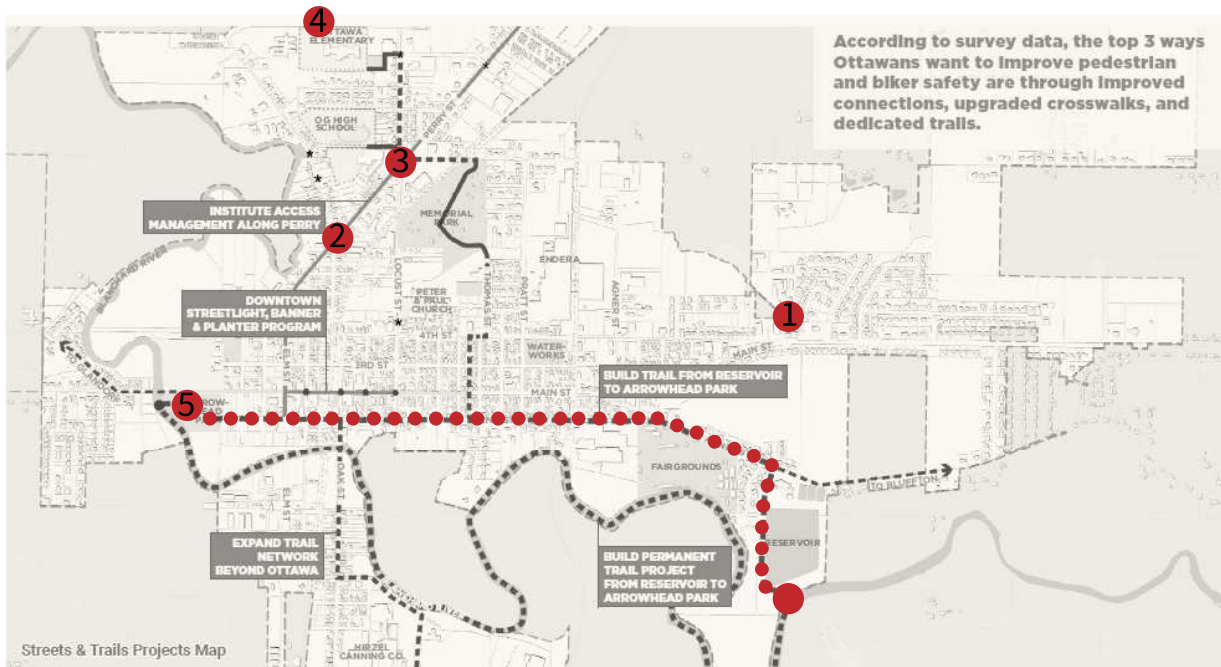 4
OTTAWA
ELEMENTARY
According to survey data, the top 3 ways
Ottawans want to improve pedestrian
and biker safety are through improved
connections, upgraded crosswalks, and
dedicated trails.
OG HIGH
SCHOOL
PERRY ST
3
INSTITUTE ACCESS
MANAGEMENT ALONG PERRY
MEMORIAL
PARK
2
BLANCHARD RIVER
LOCUST ST
THOMAS ST
ENDERA
PRATT ST
AGNER ST
DOWNTOWN
STREETLIGHT, BANNER
& PLANTER PROGRAM
PETER
& PAUL
CHURCH
4TH ST
WATER-
WORKS
1
MAIN ST
3RD ST
TO GLANDORF
ELM ST
MAIN ST
BUILD TRAIL FROM RESERVOIR
TO ARROWHEAD PARK
5
FAIRGROUNDS
TO BLUFFTON
OAK ST
ELM ST
RESERVOIR
EXPAND TRAIL
NETWORK
BEYOND OTTAWA
BUILD PERMANENT
TRAIL PROJECT
FROM RESERVOIR TO
ARROWHEAD PARK
HIRZEL
CANNING CO.
Streets & Trails Projects Map